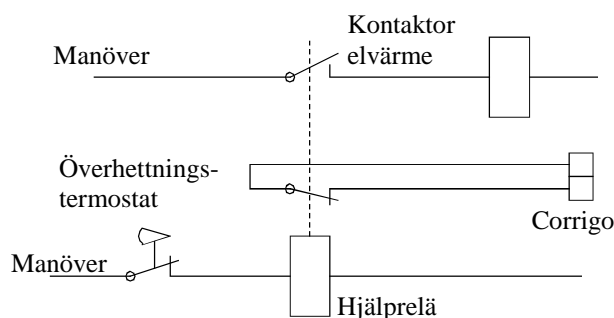 Kontaktor
elvärme
Manöver
Överhettnings-
termostat
Corrigo
Manöver
Hjälprelä